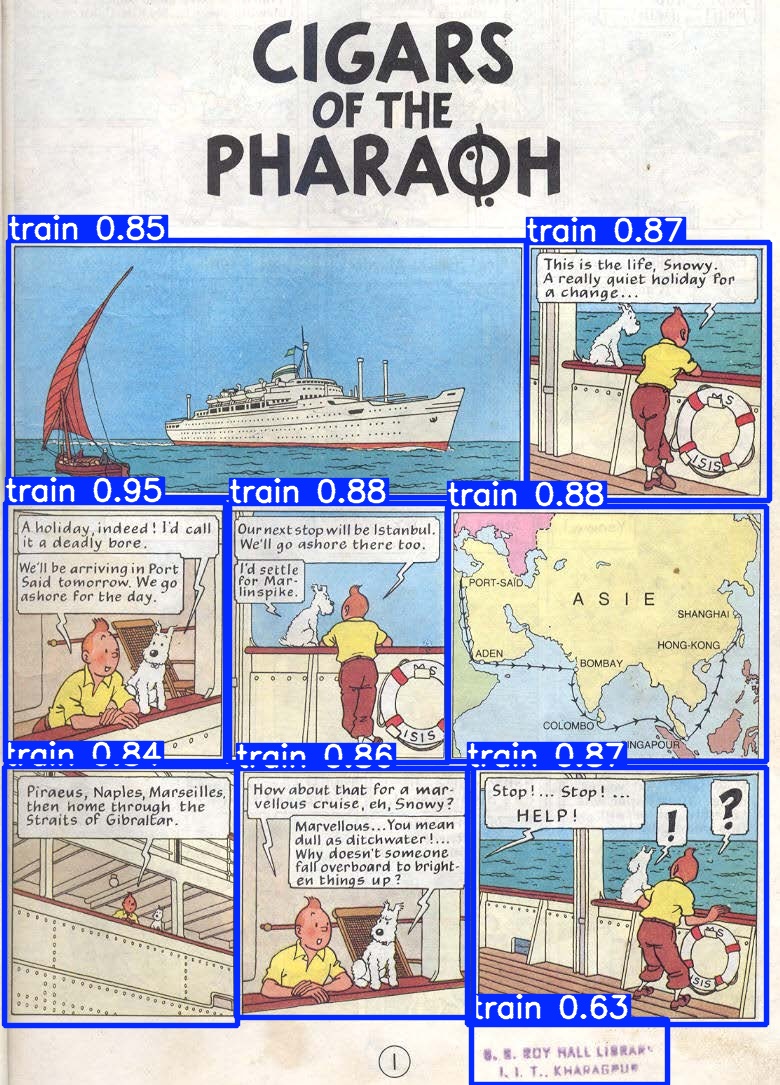 CIGARS
OF THE
PHARAOH
train 0.85
train 0.87
This is the life, Snowy.
A really quiet holiday for
a change...
M S
ISIS
train 0.95
train 0.88
train 0.88
A holiday, indeed! I'd call
it a deadly bore.
We'll be arriving in Port
Said tomorrow. We go
ashore for the day.
Our next stop will be Istanbul.
We'll go ashore there too.
I'd settle
for Mar-
linspike.
M S
ISIS
PORT-SAID
ASIE
SHANGHAI
HONG-KONG
ADEN
BOMBAY
COLOMBO
INGAPOUR
train 0.84
train 0.86
train 0.87
Piraeus, Naples, Marseilles,
then home through the
Straits of Gibraltar.
How about that for a mar-
vellous cruise, eh, Snowy?
Marvellous...You mean
dull as ditchwater!...
Why doesn't someone
fall overboard to bright-
en things up?
Stop!... Stop! ...
HELP!
!
?
M S
ISIS
train 0.63
1
B. R. ROY HALL LIBRARY
I. I. T., KHARAGPUR